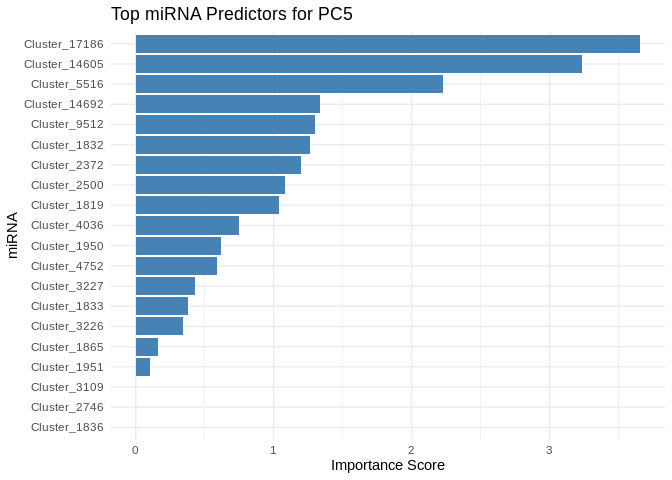 Top miRNA Predictors for PC5
miRNA
Cluster_17186
Cluster_14605
Cluster_5516
Cluster_14692
Cluster_9512
Cluster_1832
Cluster_2372
Cluster_2500
Cluster_1819
Cluster_4036
Cluster_1950
Cluster_4752
Cluster_3227
Cluster_1833
Cluster_3226
Cluster_1865
Cluster_1951
Cluster_3109
Cluster_2746
Cluster_1836
0 1 2 3
Importance Score